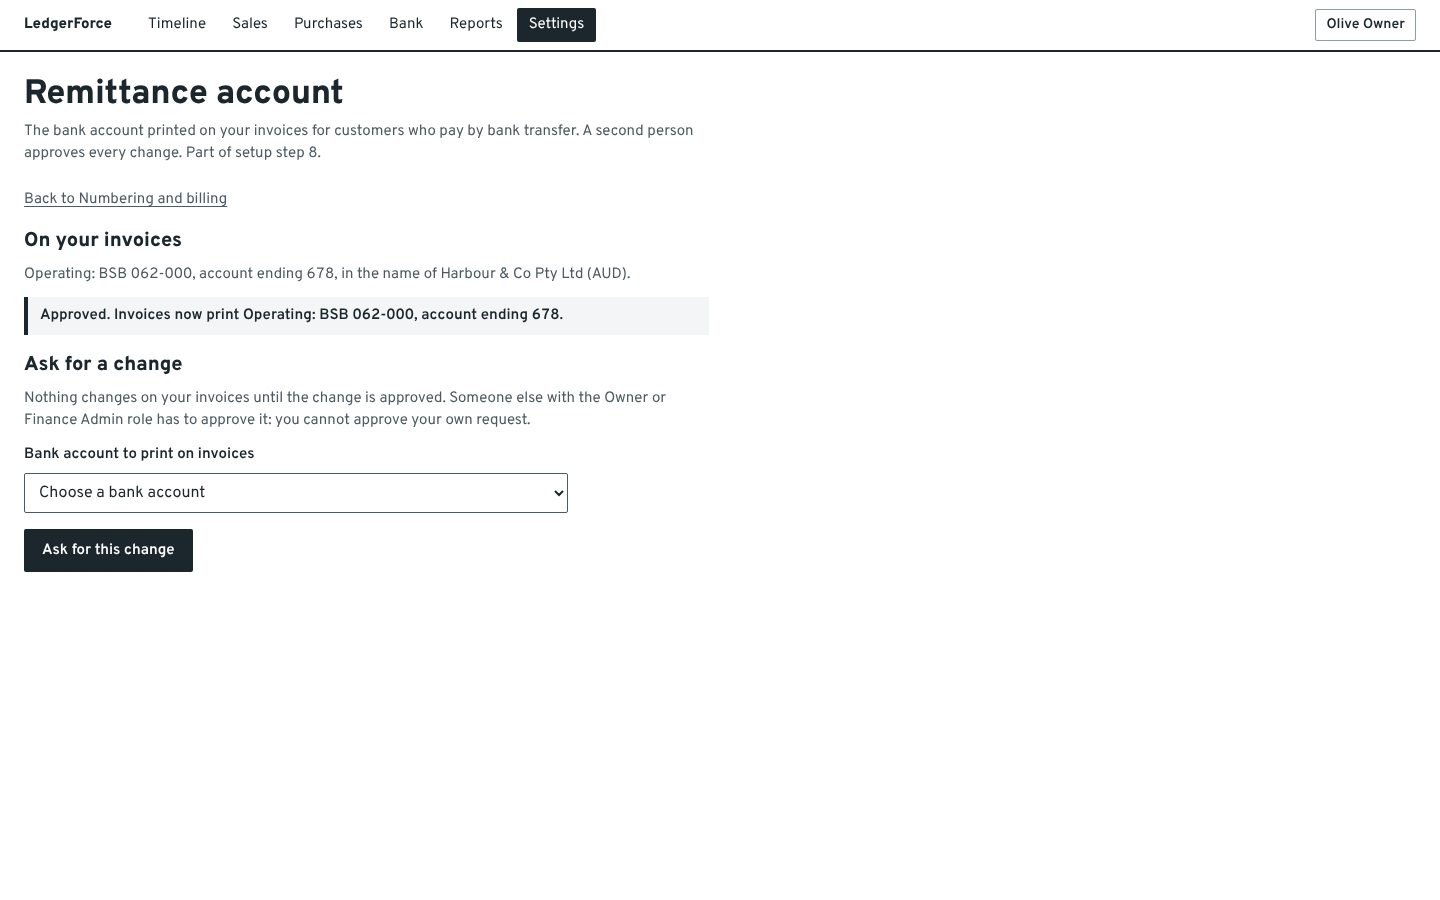 LedgerForce Timeline Sales Purchases Bank Reports Settings Olive Owner
Remittance account
The bank account printed on your invoices for customers who pay by bank transfer. A second person
approves every change. Part of setup step 8.
Back to Numbering and billing
On your invoices
Operating: BSB 062-000, account ending 678, in the name of Harbour & Co Pty Ltd (AUD).
Approved. Invoices now print Operating: BSB 062-000, account ending 678.
Ask for a change
Nothing changes on your invoices until the change is approved. Someone else with the Owner or
Finance Admin role has to approve it: you cannot approve your own request.
Bank account to print on invoices
Choose a bank account
Ask for this change